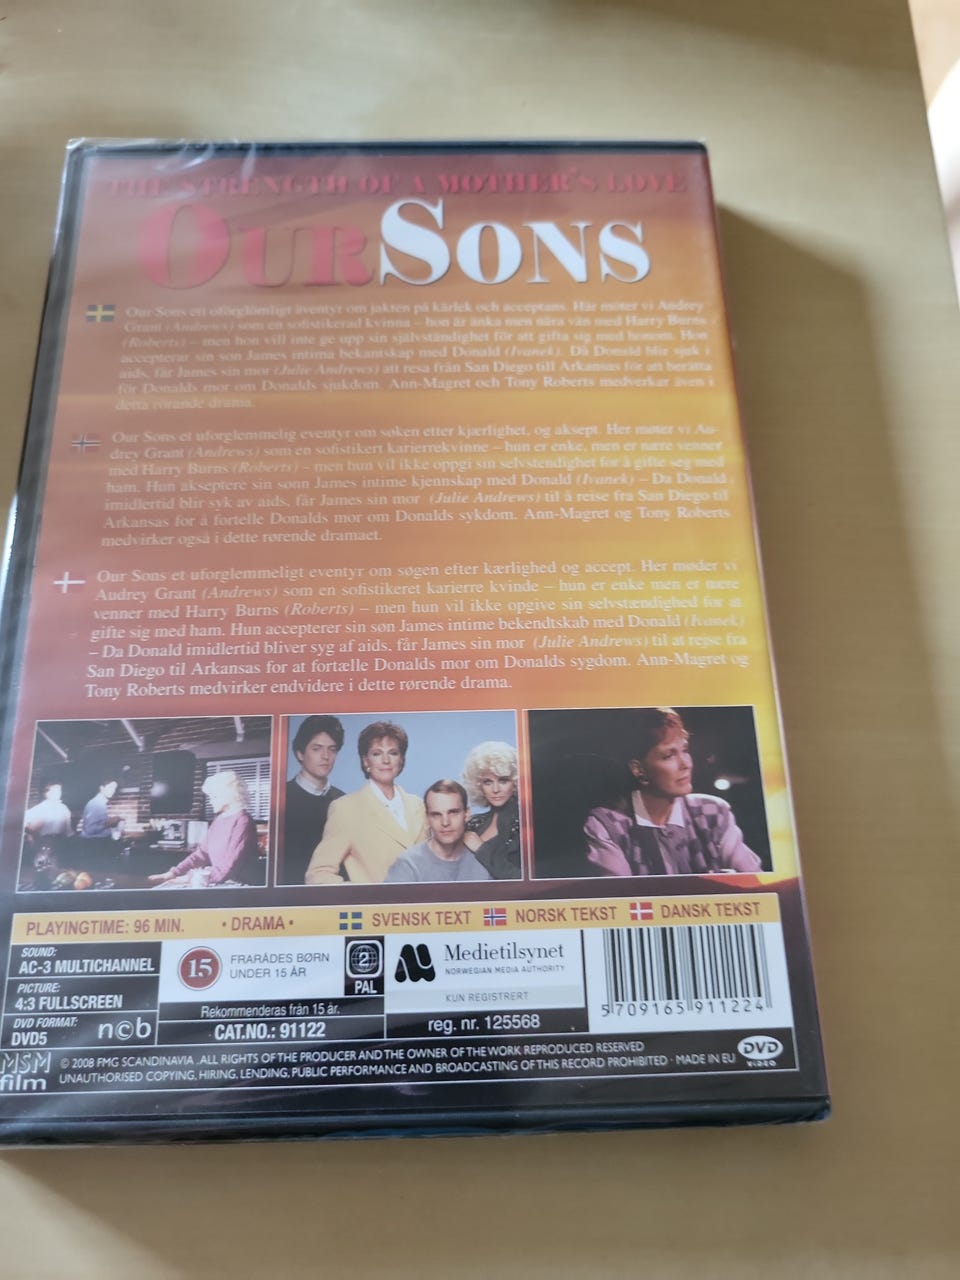 THE STRENGTH OF A MOTHER'S LOVE
OUR SONS
Our Sons ett oförglömligt äventyr om jakten på kärlek och acceptans. Här möter vi Audrey
Grant (Andrews) som en sofistikerad kvinna – hon är änka men nära vän med Harry Burns
(Roberts) – men hon vill inte ge upp sin självständighet för att gifta sig med honom. Hon
accepterar sin son James intima bekantskap med Donald (Ivanek). Då Donald blir sjuk i
aids, får James sin mor (Julie Andrews) att resa från San Diego till Arkansas för att berätta
för Donalds mor om Donalds sjukdom. Ann-Magret och Tony Roberts medverkar även i
detta rörande drama.
Our Sons et uforglemmelig eventyr om søken etter kjærlighet, og aksept. Her møter vi Au-
drey Grant (Andrews) som en sofistikert karrierekvinne – hun er enke, men er nære venner
med Harry Burns (Roberts) – men hun vil ikke oppgi sin selvstendighet for å gifte seg med
ham. Hun akseptere sin sønn James intime kjennskap med Donald (Ivanek) – Da Donald
imidlertid blir syk av aids, får James sin mor (Julie Andrews) til å reise fra San Diego til
Arkansas for å fortelle Donalds mor om Donalds sykdom. Ann-Magret og Tony Roberts
medvirker også i dette rørende dramaet.
Our Sons et uforglemmeligt eventyr om søgen efter kærlighed og accept. Her møder vi
Audrey Grant (Andrews) som en sofistikeret karierre kvinde – hun er enke men er nære
venner med Harry Burns (Roberts) – men hun vil ikke opgive sin selvstændighed for at
gifte sig med ham. Hun accepterer sin søn James intime bekendtskab med Donald (Ivanek)
– Da Donald imidlertid bliver syg af aids, får James sin mor (Julie Andrews) til at rejse fra
San Diego til Arkansas for at fortælle Donalds mor om Donalds sygdom. Ann-Magret og
Tony Roberts medvirker endvidere i dette rørende drama.
PLAYINGTIME: 96 MIN. • DRAMA • SVENSK TEXT NORSK TEKST DANSK TEKST
SOUND:
AC-3 MULTICHANNEL
PICTURE:
4:3 FULLSCREEN
DVD FORMAT:
DVD5
ncb
15
FRARÅDES BØRN
UNDER 15 ÅR
2
PAL
Rekommenderas från 15 år.
CAT.NO.: 91122
Medietilsynet
NORWEGIAN MEDIA AUTHORITY
KUN REGISTRERT
reg. nr. 125568
5 709165 911224
MSM
film
© 2008 FMG SCANDINAVIA . ALL RIGHTS OF THE PRODUCER AND THE OWNER OF THE WORK REPRODUCED RESERVED
UNAUTHORISED COPYING, HIRING, LENDING, PUBLIC PERFORMANCE AND BROADCASTING OF THIS RECORD PROHIBITED · MADE IN EU
DVD
VIDEO